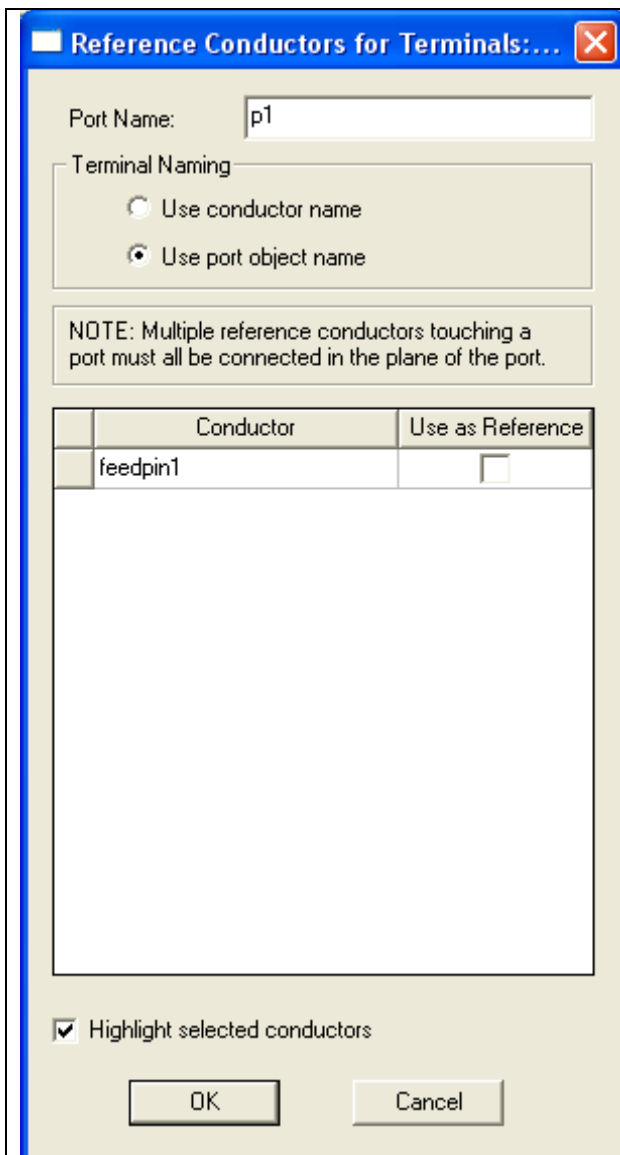 Reference Conductors for Terminals:...
Port Name: p1
Terminal Naming
Use conductor name
Use port object name
NOTE: Multiple reference conductors touching a
port must all be connected in the plane of the port.
Conductor Use as Reference
feedpin1
Highlight selected conductors
OK Cancel